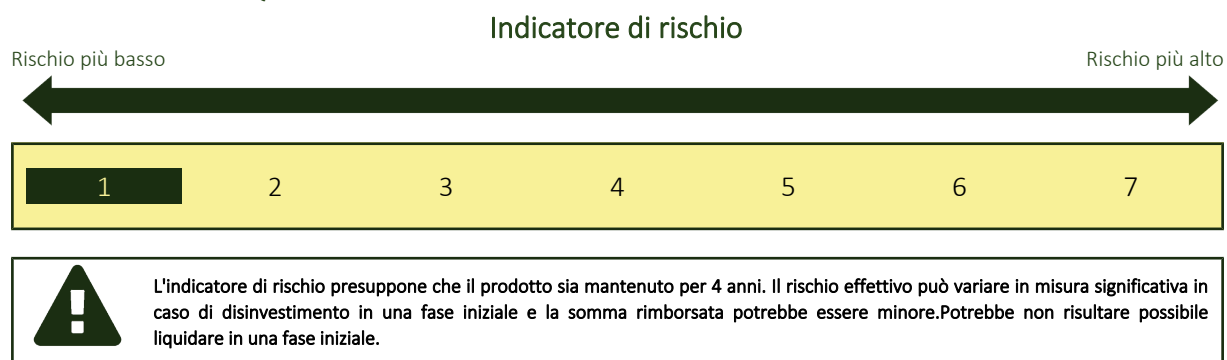 Indicatore di rischio
Rischio più basso
Rischio più alto
1 2 3 4 5 6 7
L'indicatore di rischio presuppone che il prodotto sia mantenuto per 4 anni. Il rischio effettivo può variare in misura significativa in
caso di disinvestimento in una fase iniziale e la somma rimborsata potrebbe essere minore.Potrebbe non risultare possibile
liquidare in una fase iniziale.